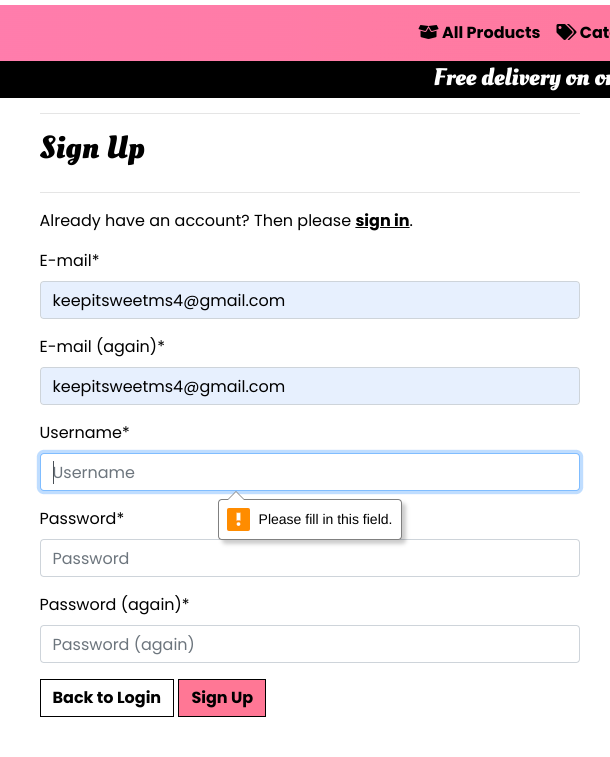 All Products
Free delivery on
Sign Up
Already have an account? Then please sign in.
E-mail*
keepitsweetms4@gmail.com
E-mail (again)*
keepitsweetms4@gmail.com
Username*
Username
Please fill in this field.
Password*
Password
Password (again)*
Password (again)
Back to Login Sign Up